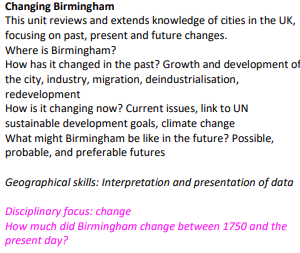 Changing Birmingham
This unit reviews and extends knowledge of cities in the UK,
focusing on past, present and future changes.
Where is Birmingham?
How has it changed in the past? Growth and development of
the city, industry, migration, deindustrialisation,
redevelopment
How is it changing now? Current issues, link to UN
sustainable development goals, climate change
What might Birmingham be like in the future? Possible,
probable, and preferable futures
Geographical skills: Interpretation and presentation of data
Disciplinary focus: change
How much did Birmingham change between 1750 and the
present day?